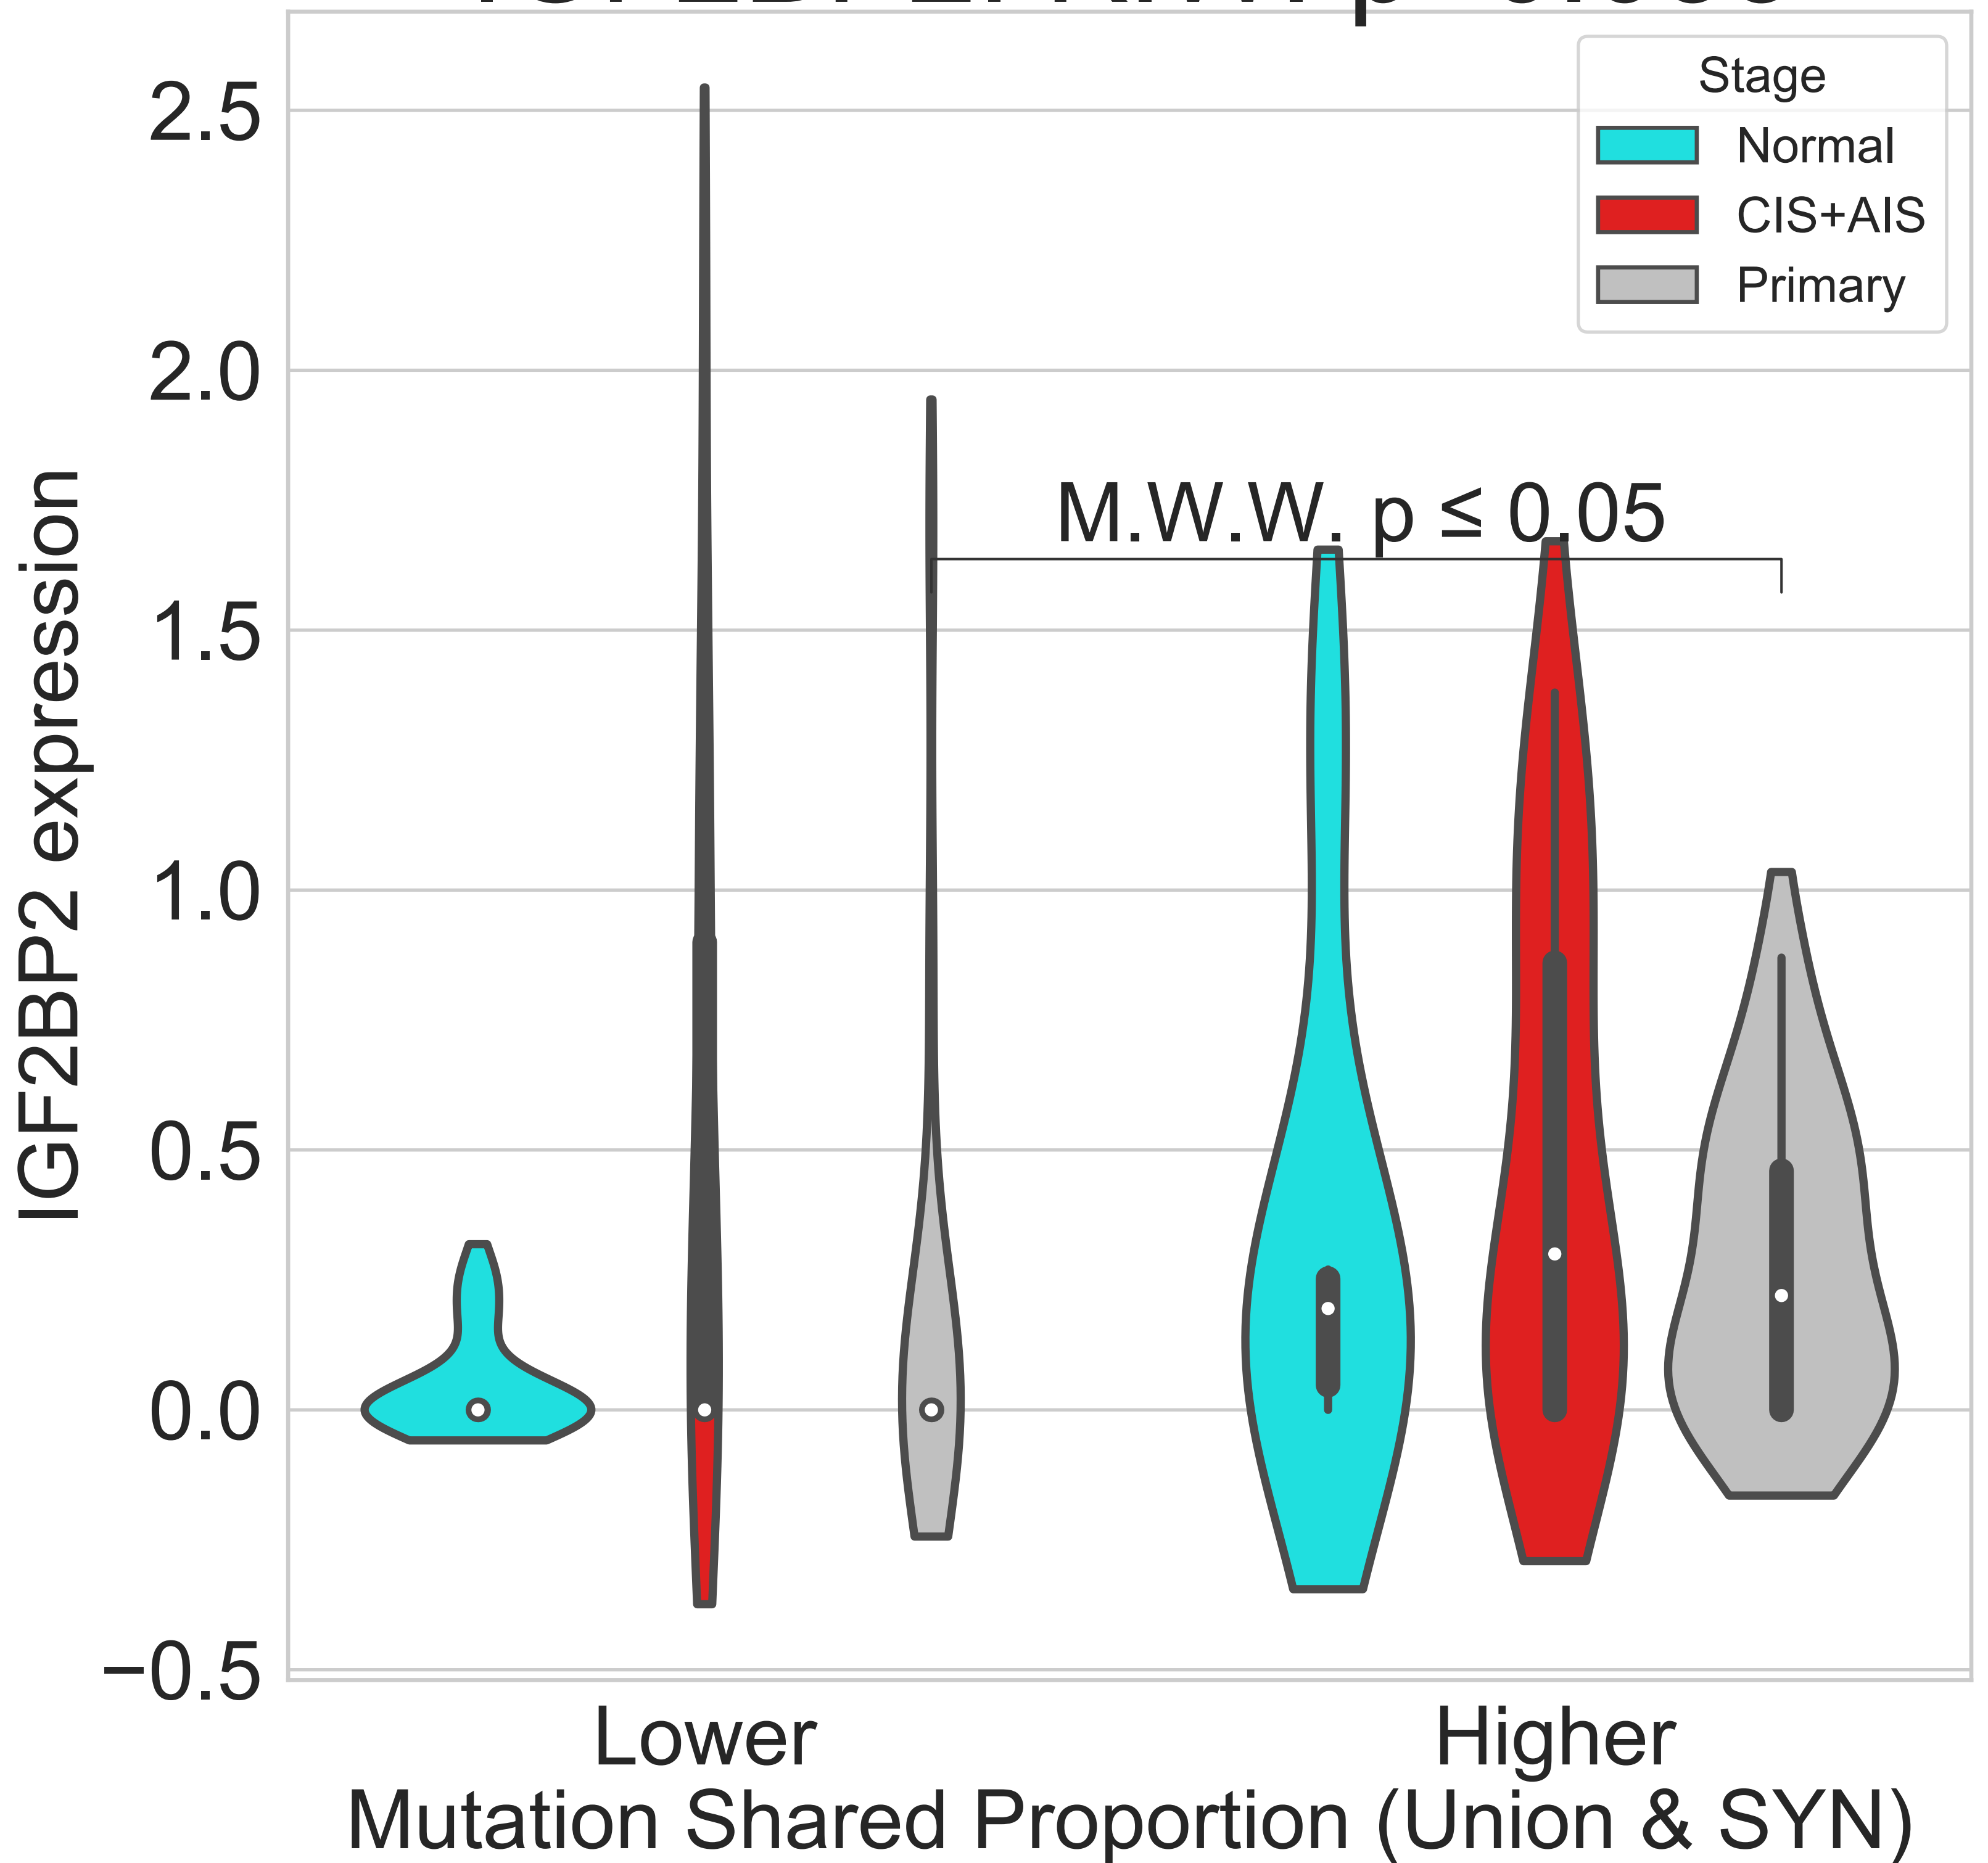 Stage
Normal
CIS+AIS
Primary
2.5
2.0
1.5
1.0
0.5
0.0
−0.5
IGF2BP2 expression
M.W.W. p ≤ 0.05
Lower
Higher
Mutation Shared Proportion (Union & SYN)